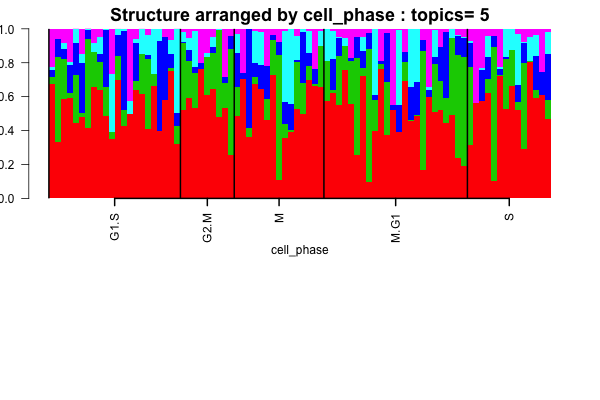 Structure arranged by cell_phase : topics= 5
1.0
0.8
0.6
0.4
0.2
0.0
G1.S
G2.M
M
M.G1
S
cell_phase